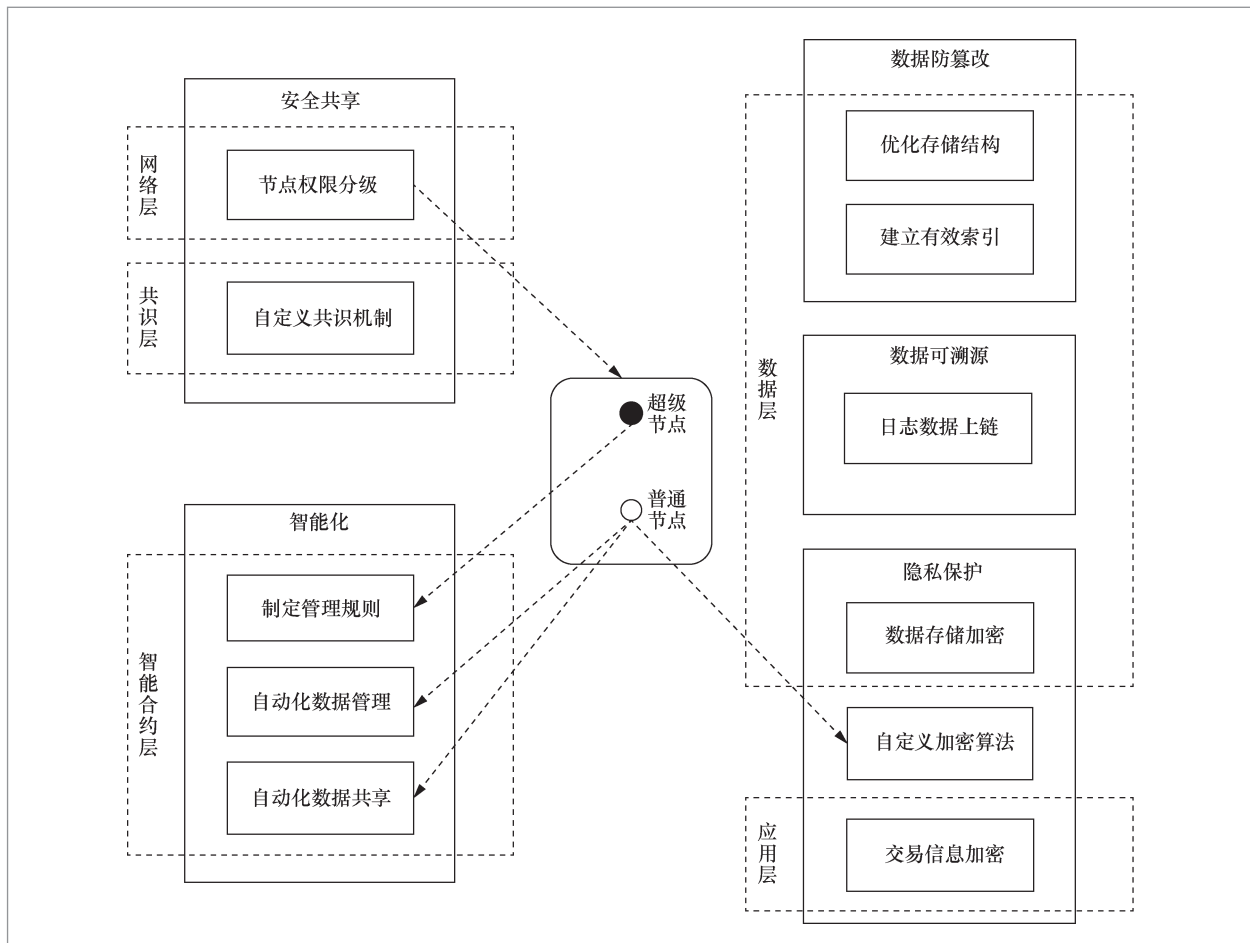 安全共享
网络层
节点权限分级
共识层
自定义共识机制
超级
节点
普通
节点
智能化
智能合约层
制定管理规则
自动化数据管理
自动化数据共享
数据防篡改
数据层
优化存储结构
建立有效索引
数据可溯源
日志数据上链
隐私保护
数据存储加密
自定义加密算法
应用层
交易信息加密